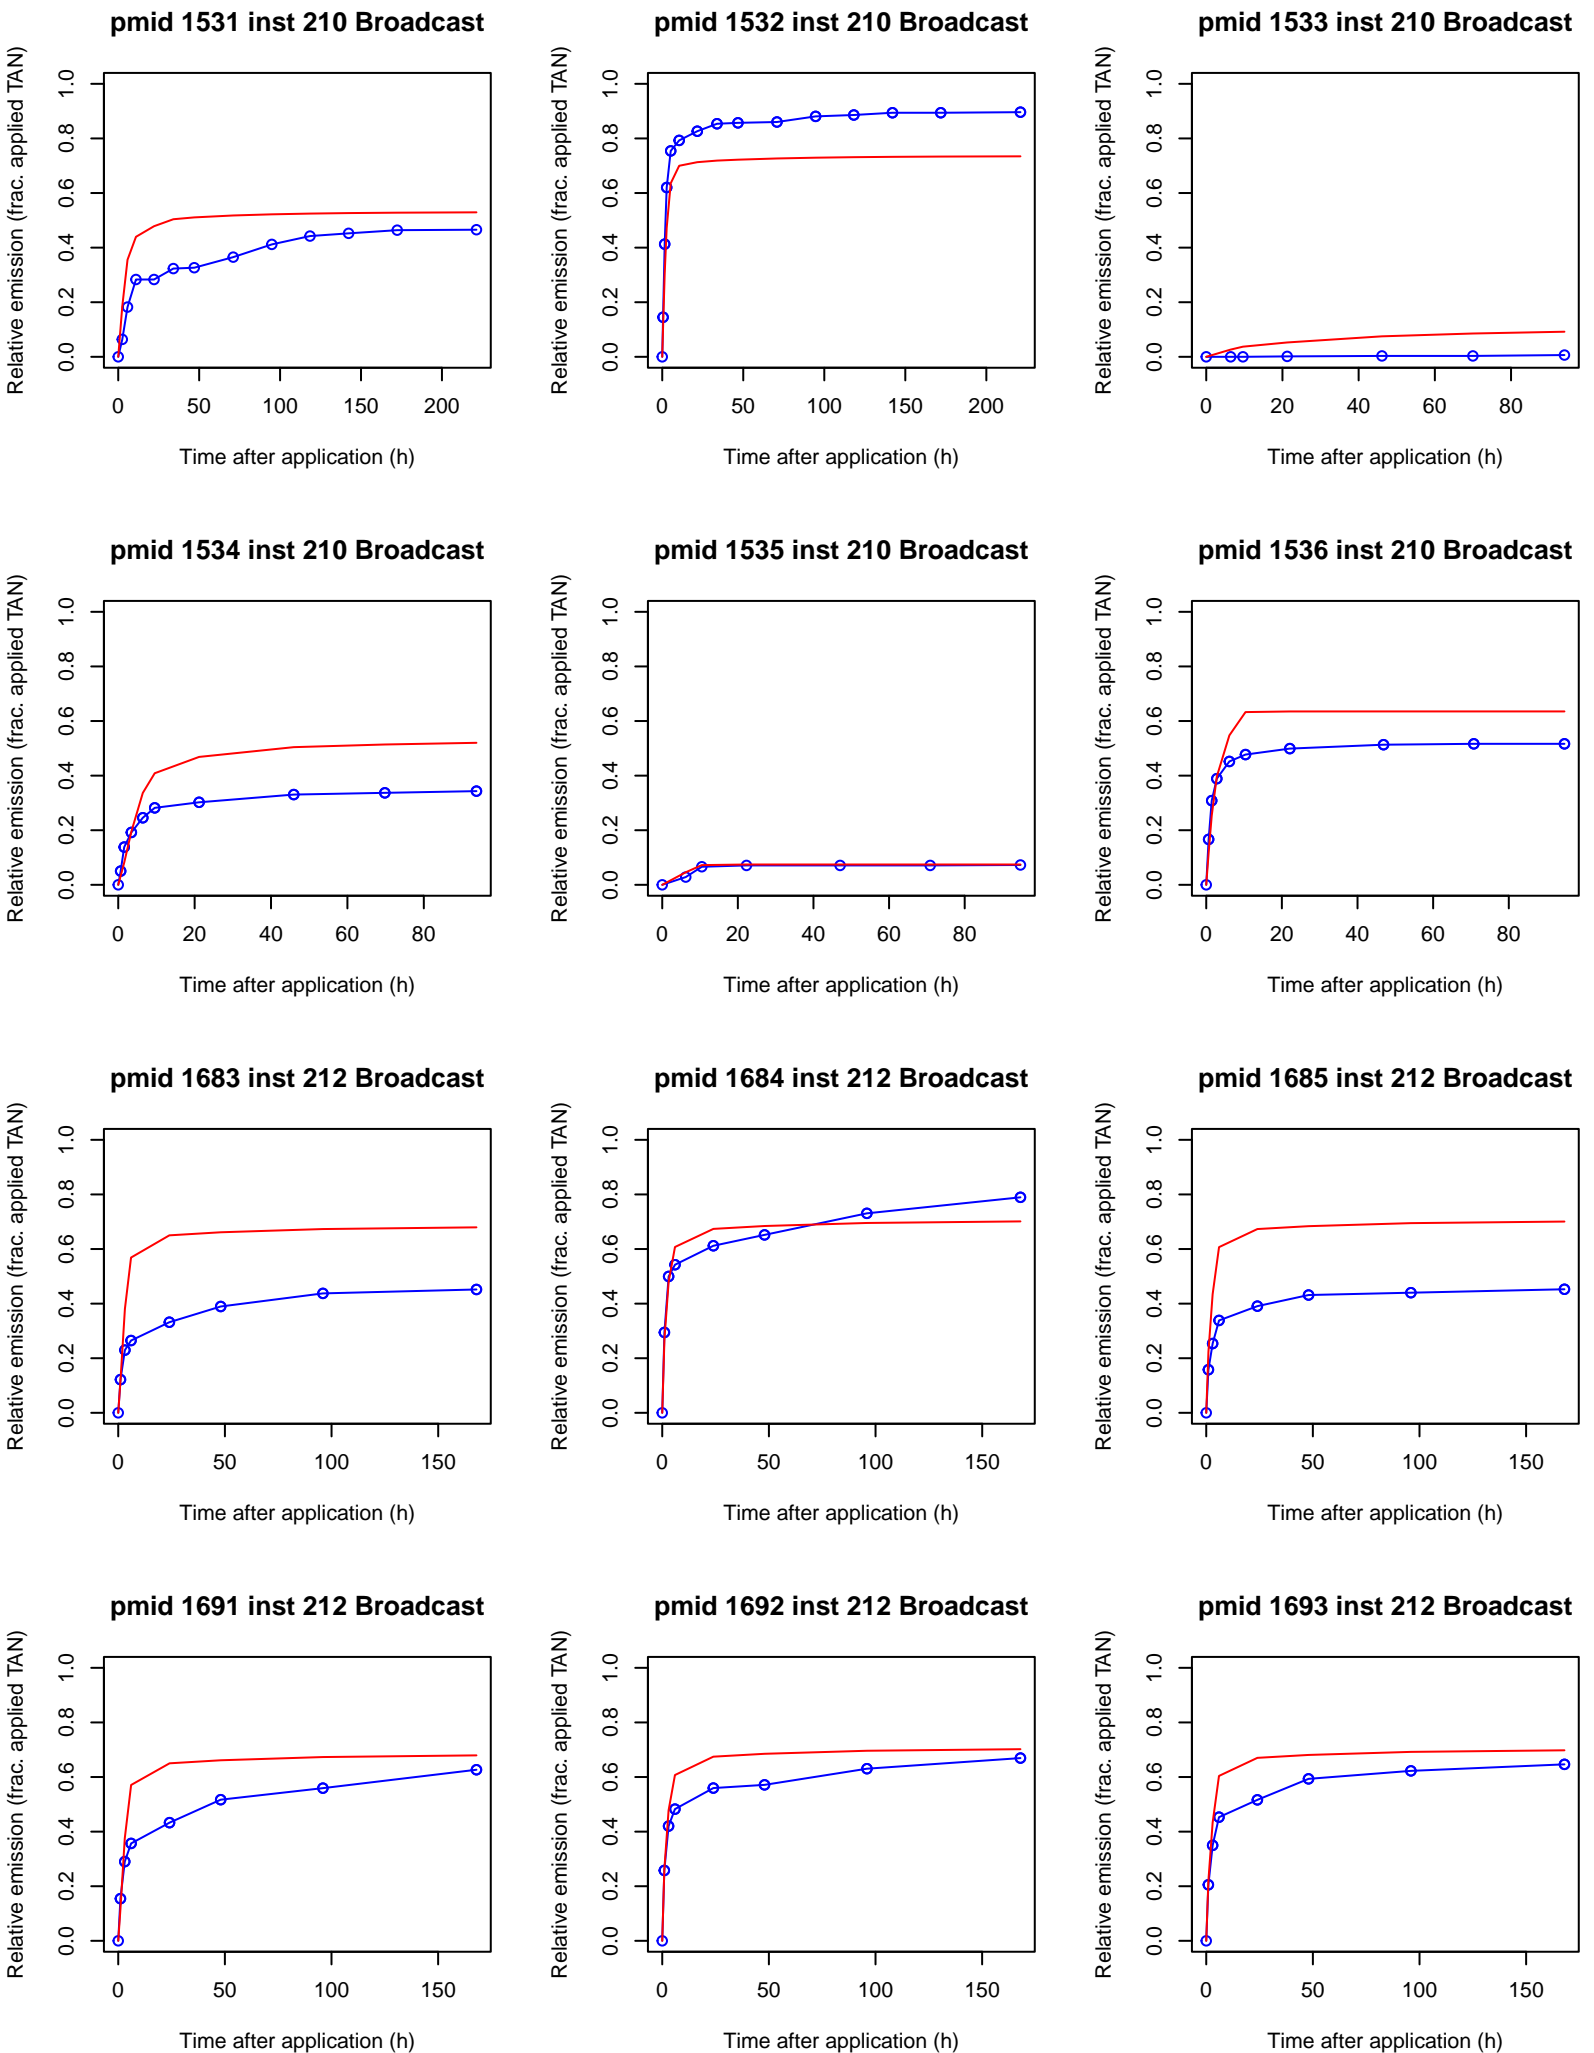 pmid 1531 inst 210 Broadcast
Relative emission (frac. applied TAN)
0.0 0.2 0.4 0.6 0.8 1.0
0 50 100 150 200
Time after application (h)
pmid 1532 inst 210 Broadcast
Relative emission (frac. applied TAN)
0.0 0.2 0.4 0.6 0.8 1.0
0 50 100 150 200
Time after application (h)
pmid 1533 inst 210 Broadcast
Relative emission (frac. applied TAN)
0.0 0.2 0.4 0.6 0.8 1.0
0 20 40 60 80
Time after application (h)
pmid 1534 inst 210 Broadcast
Relative emission (frac. applied TAN)
0.0 0.2 0.4 0.6 0.8 1.0
0 20 40 60 80
Time after application (h)
pmid 1535 inst 210 Broadcast
Relative emission (frac. applied TAN)
0.0 0.2 0.4 0.6 0.8 1.0
0 20 40 60 80
Time after application (h)
pmid 1536 inst 210 Broadcast
Relative emission (frac. applied TAN)
0.0 0.2 0.4 0.6 0.8 1.0
0 20 40 60 80
Time after application (h)
pmid 1683 inst 212 Broadcast
Relative emission (frac. applied TAN)
0.0 0.2 0.4 0.6 0.8 1.0
0 50 100 150
Time after application (h)
pmid 1684 inst 212 Broadcast
Relative emission (frac. applied TAN)
0.0 0.2 0.4 0.6 0.8 1.0
0 50 100 150
Time after application (h)
pmid 1685 inst 212 Broadcast
Relative emission (frac. applied TAN)
0.0 0.2 0.4 0.6 0.8 1.0
0 50 100 150
Time after application (h)
pmid 1691 inst 212 Broadcast
Relative emission (frac. applied TAN)
0.0 0.2 0.4 0.6 0.8 1.0
0 50 100 150
Time after application (h)
pmid 1692 inst 212 Broadcast
Relative emission (frac. applied TAN)
0.0 0.2 0.4 0.6 0.8 1.0
0 50 100 150
Time after application (h)
pmid 1693 inst 212 Broadcast
Relative emission (frac. applied TAN)
0.0 0.2 0.4 0.6 0.8 1.0
0 50 100 150
Time after application (h)